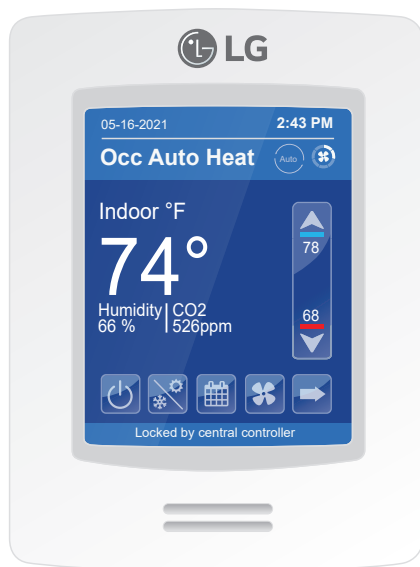 LG
05-16-2021 2:43 PM
Occ Auto Heat Auto
Indoor °F
74°
78
Humidity CO2
66 % 526ppm
68
Locked by central controller